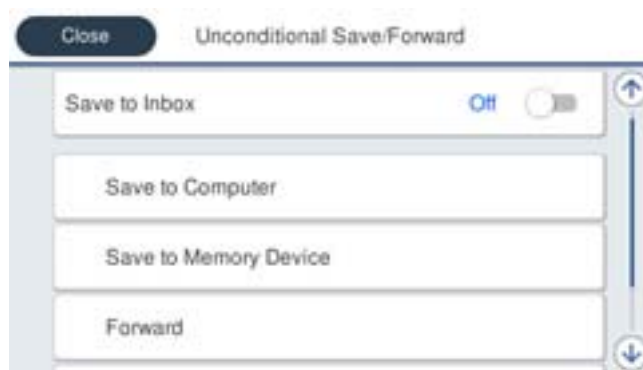 Close Unconditional Save/Forward
Save to Inbox Off
Save to Computer
Save to Memory Device
Forward